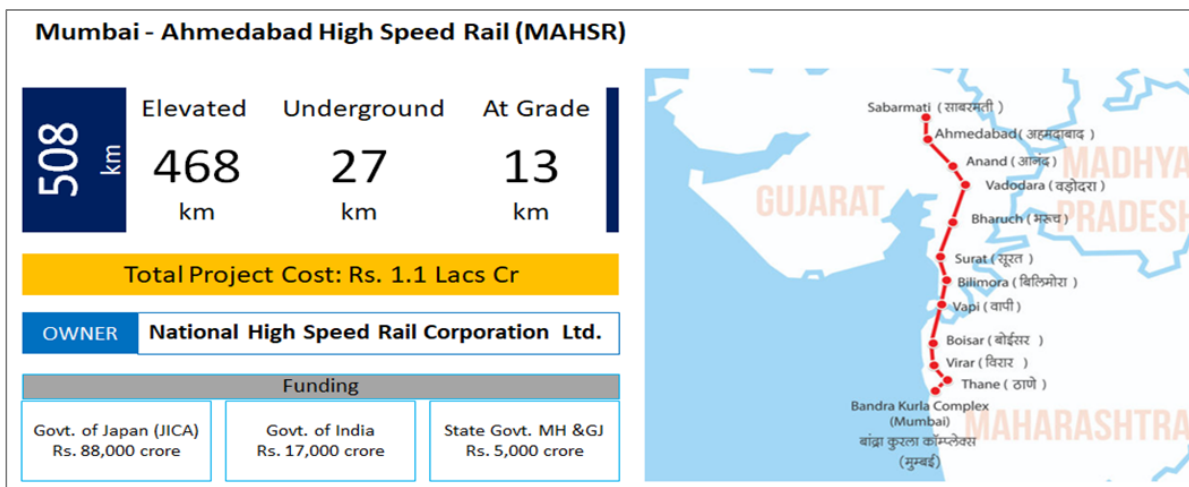 Mumbai - Ahmedabad High Speed Rail (MAHSR)
508 km
Elevated
468
km
Underground
27
km
At Grade
13
km
Total Project Cost: Rs. 1.1 Lacs Cr
OWNER
National High Speed Rail Corporation Ltd.
Funding
Govt. of Japan (JICA)
Rs. 88,000 crore
Govt. of India
Rs. 17,000 crore
State Govt. MH &GJ
Rs. 5,000 crore
Sabarmati (साबरमती )
Ahmedabad (अहमदाबाद )
Anand (आनंद)
MADHYA
PRADESH
GUJARAT
Vadodara (वड़ोदरा)
Bharuch (भरूच)
Surat (सूरत)
Bilimora (बिलिमोरा )
Vapi (वापी)
Boisar (बोईसर )
Virar (विरार )
Thane (ठाणे )
Bandra Kurla Complex
(Mumbai)
बांद्रा कुरला कॉम्प्लेक्स
(मुम्बई)
MAHARASHTRA